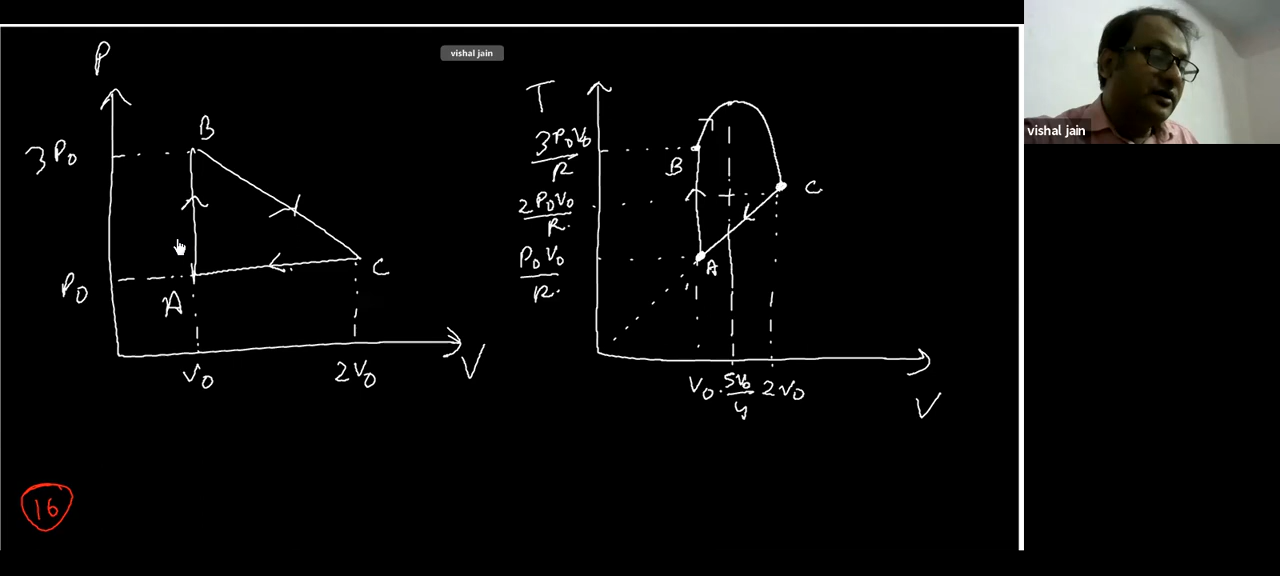 vishal jain
vishal jain
P
3P₀
P₀
B
A
C
V₀
2V₀
V
T
3P₀V₀
R
2P₀V₀
R.
P₀V₀
R.
B
C
A
V₀.
5V₀
4
2V₀
V
16